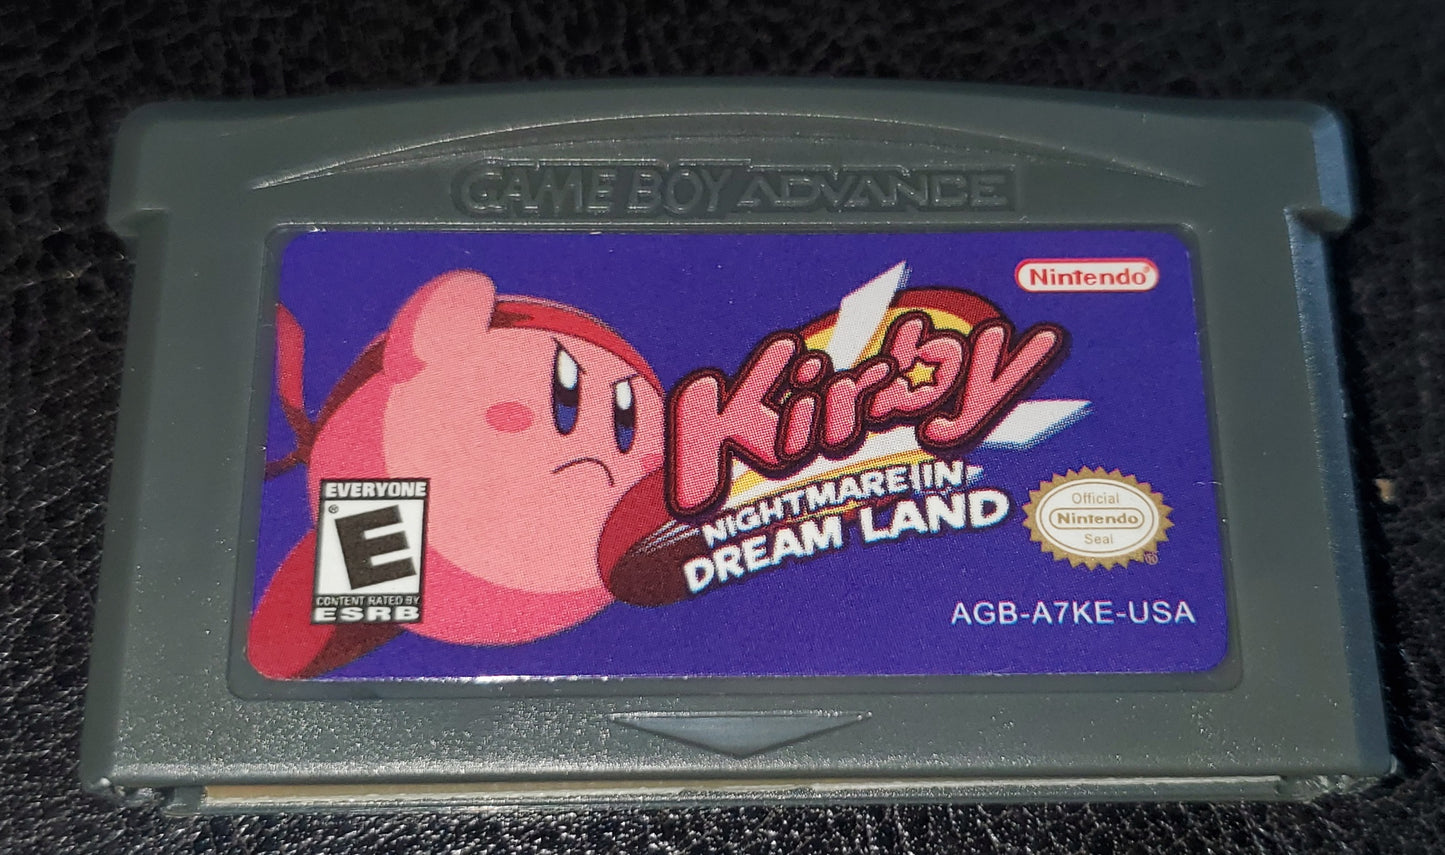 GAME BOY ADVANCE
Nintendo®
Kirby
NIGHTMARE IN
DREAM LAND
EVERYONE
E
®
CONTENT RATED BY
ESRB
Official
Nintendo
Seal
®
AGB-A7KE-USA